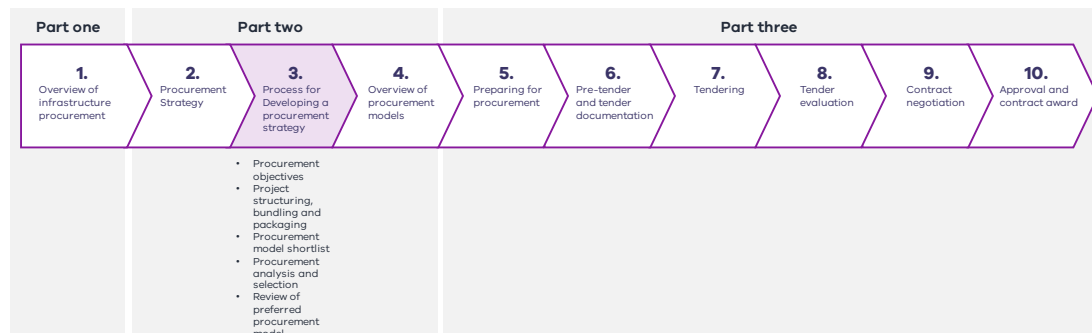 Part one
Part two
Part three
1.
Overview of
infrastructure
procurement
2.
Procurement
Strategy
3.
Process for
Developing a
procurement
strategy
4.
Overview of
procurement
models
5.
Preparing for
procurement
6.
Pre-tender
and tender
documentation
7.
Tendering
8.
Tender
evaluation
9.
Contract
negotiation
10.
Approval and
contract award
• Procurement
objectives
• Project
structuring,
bundling and
packaging
• Procurement
model shortlist
• Procurement
analysis and
selection
• Review of
preferred
procurement
model